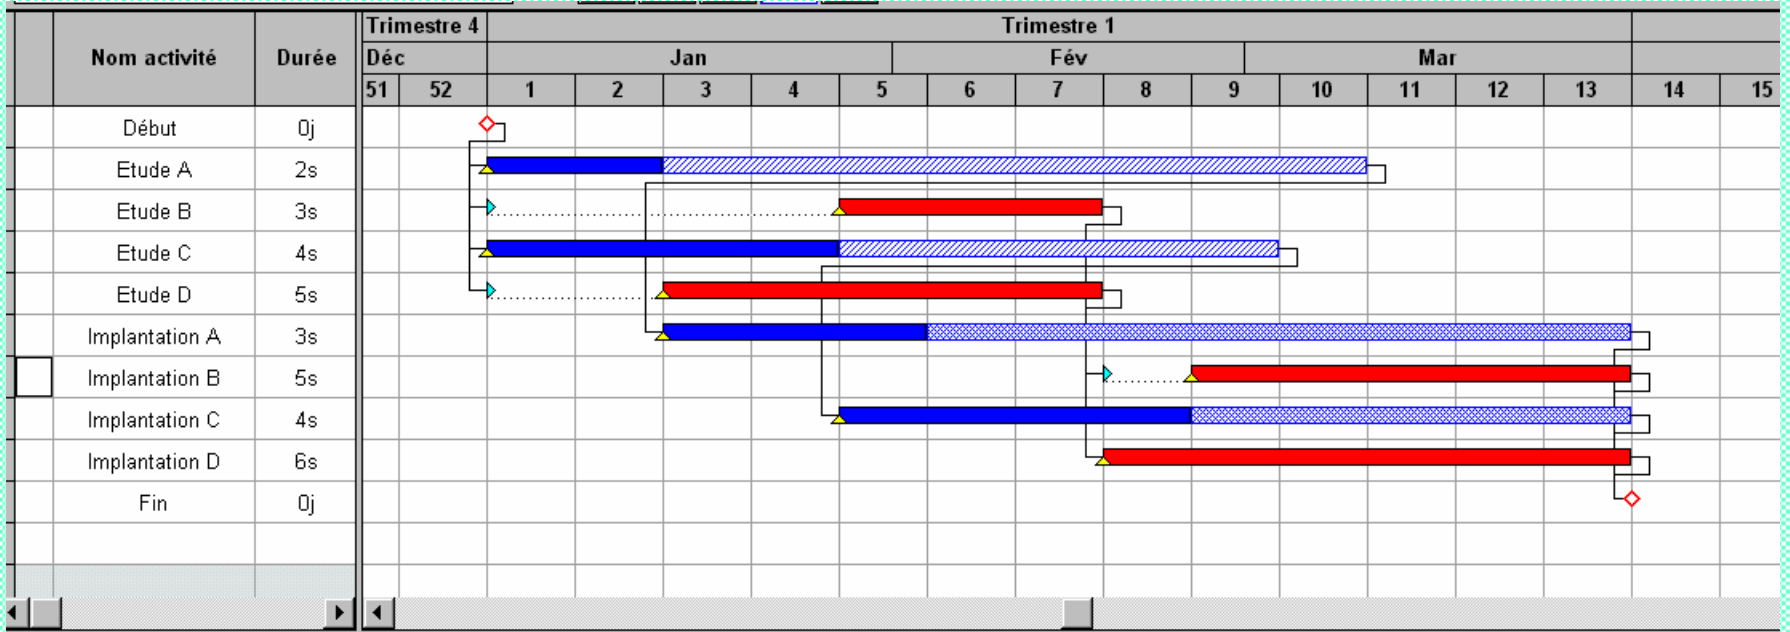 Trimestre 4 Trimestre 1
Nom activité Durée Déc Jan Fév Mar
51 52 1 2 3 4 5 6 7 8 9 10 11 12 13 14 15
Début 0j
Etude A 2s
Etude B 3s
Etude C 4s
Etude D 5s
Implantation A 3s
Implantation B 5s
Implantation C 4s
Implantation D 6s
Fin 0j